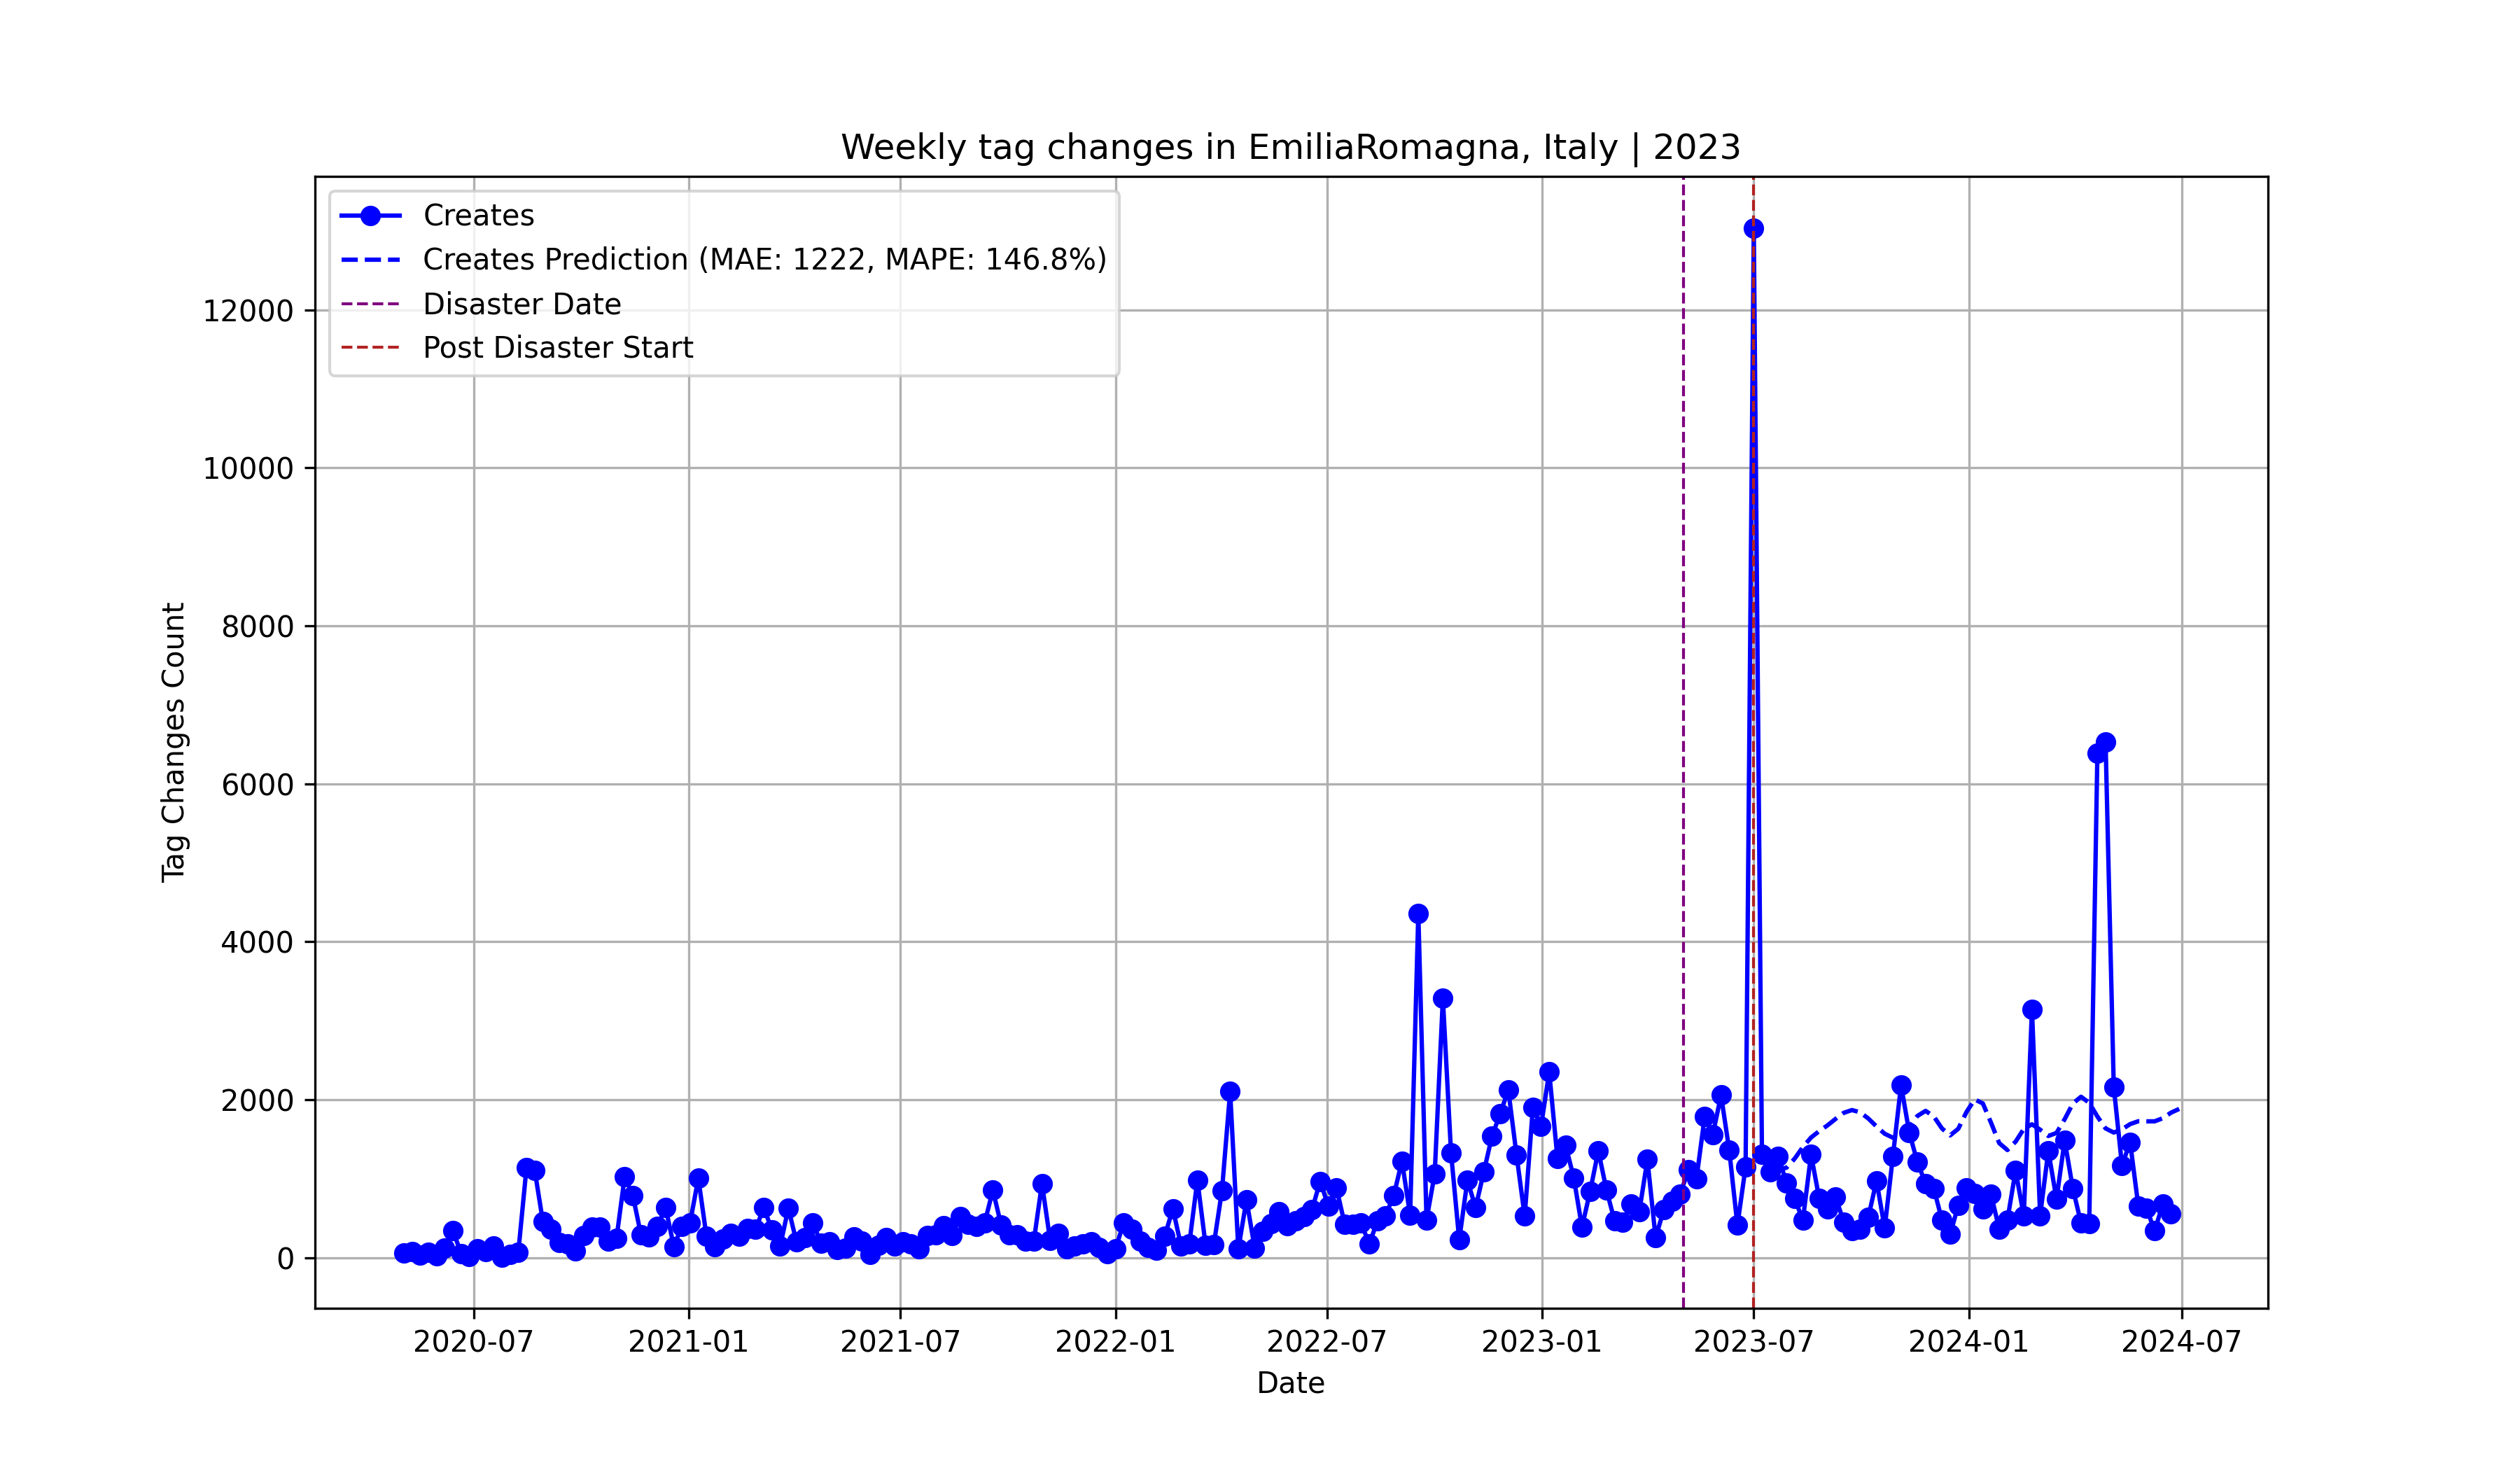 Weekly tag changes in EmiliaRomagna, Italy | 2023
Creates
Creates Prediction (MAE: 1222, MAPE: 146.8%)
Disaster Date
Post Disaster Start
Tag Changes Count
12000
10000
8000
6000
4000
2000
0
2020-07 2021-01 2021-07 2022-01 2022-07 2023-01 2023-07 2024-01 2024-07
Date